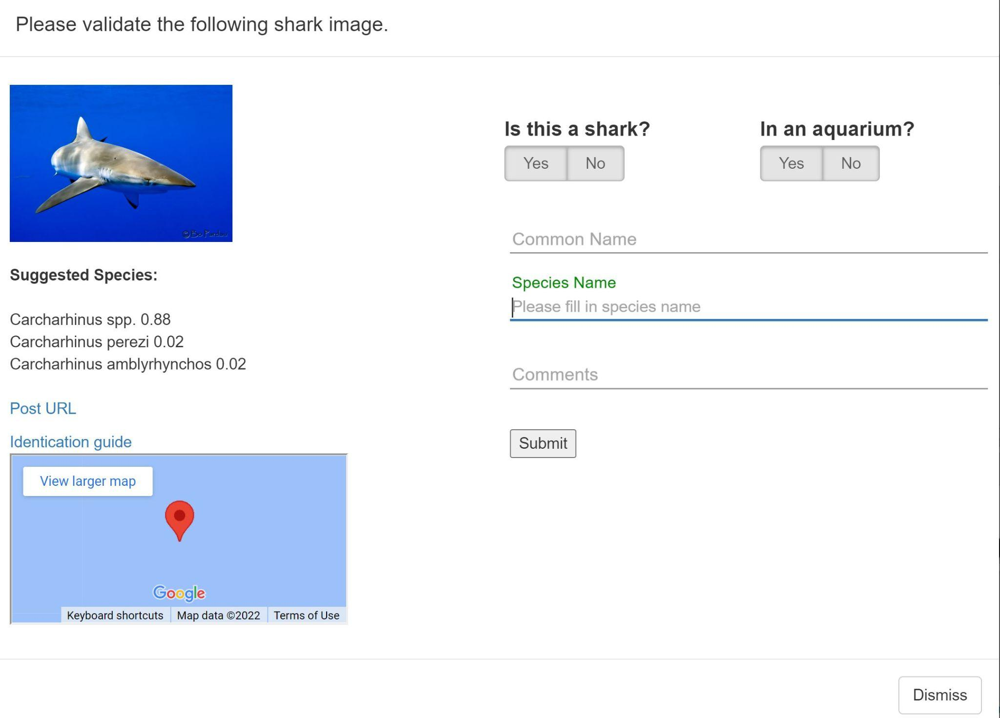 Please validate the following shark image.
©Bo Pardau
Suggested Species:
Carcharhinus spp. 0.88
Carcharhinus perezi 0.02
Carcharhinus amblyrhynchos 0.02
Post URL
Identication guide
View larger map
Google
Keyboard shortcuts
Map data ©2022
Terms of Use
Is this a shark?
Yes No
In an aquarium?
Yes No
Common Name
Species Name
Please fill in species name
Comments
Submit
Dismiss